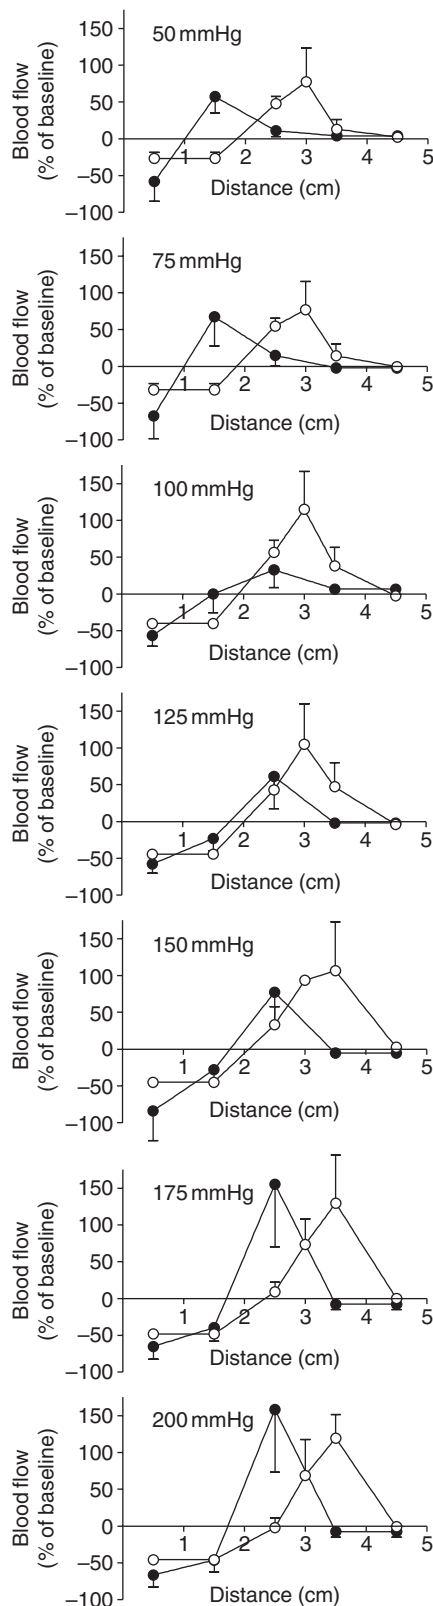 50 mmHg
Blood flow
(% of baseline)
150
100
50
0
−50
−100
1 2 3 4 5
Distance (cm)
75 mmHg
Blood flow
(% of baseline)
150
100
50
0
−50
−100
1 2 3 4 5
Distance (cm)
100 mmHg
Blood flow
(% of baseline)
150
100
50
0
−50
−100
1 2 3 4 5
Distance (cm)
125 mmHg
Blood flow
(% of baseline)
150
100
50
0
−50
−100
1 2 3 4 5
Distance (cm)
150 mmHg
Blood flow
(% of baseline)
150
100
50
0
−50
−100
1 2 3 4 5
Distance (cm)
175 mmHg
Blood flow
(% of baseline)
150
100
50
0
−50
−100
1 2 3 4 5
Distance (cm)
200 mmHg
Blood flow
(% of baseline)
150
100
50
0
−50
−100
1 2 3 4 5
Distance (cm)